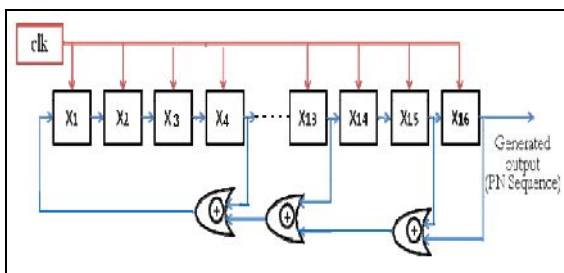 clk
X1 X2 X3 X4 X13 X14 X15 X16
Generated
output
(PN Sequence)